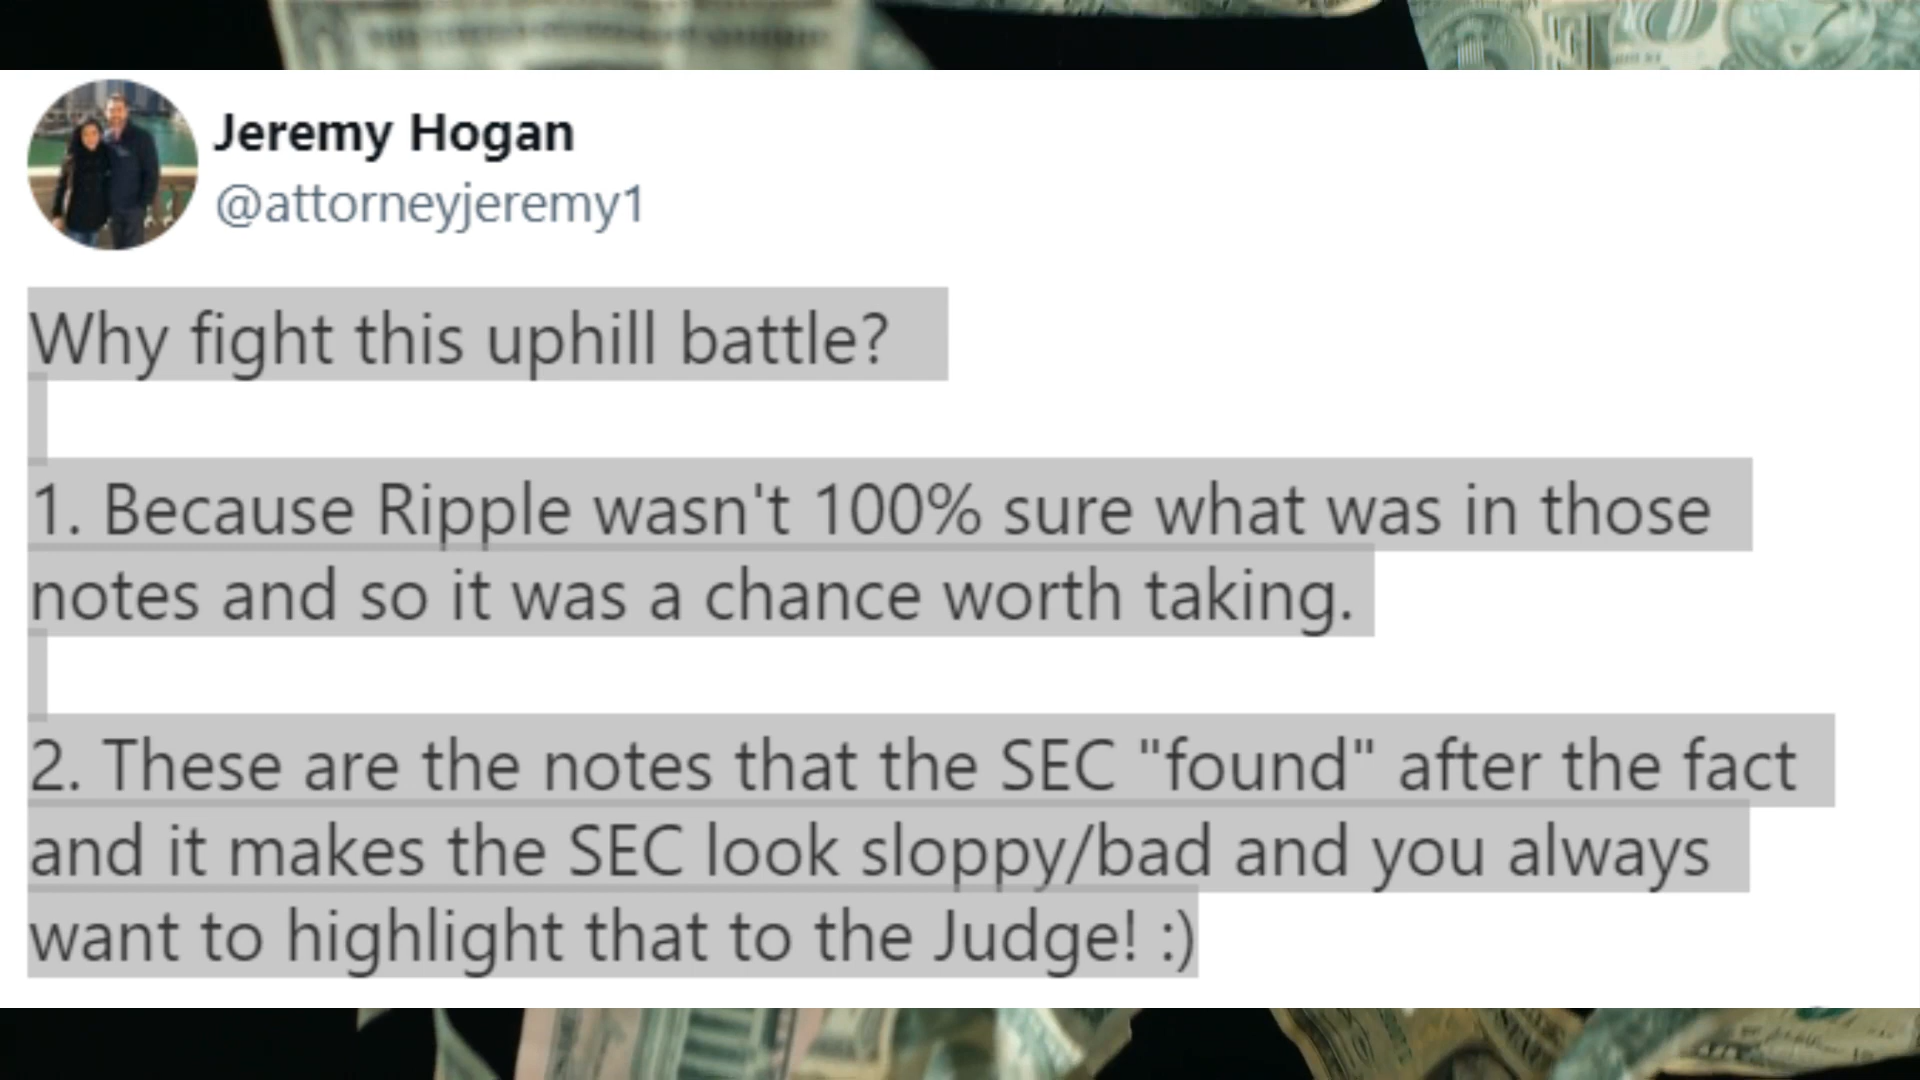 Jeremy Hogan
@attorneyjeremy1
Why fight this uphill battle?
1. Because Ripple wasn't 100% sure what was in those
notes and so it was a chance worth taking.
2. These are the notes that the SEC "found" after the fact
and it makes the SEC look sloppy/bad and you always
want to highlight that to the Judge! :)